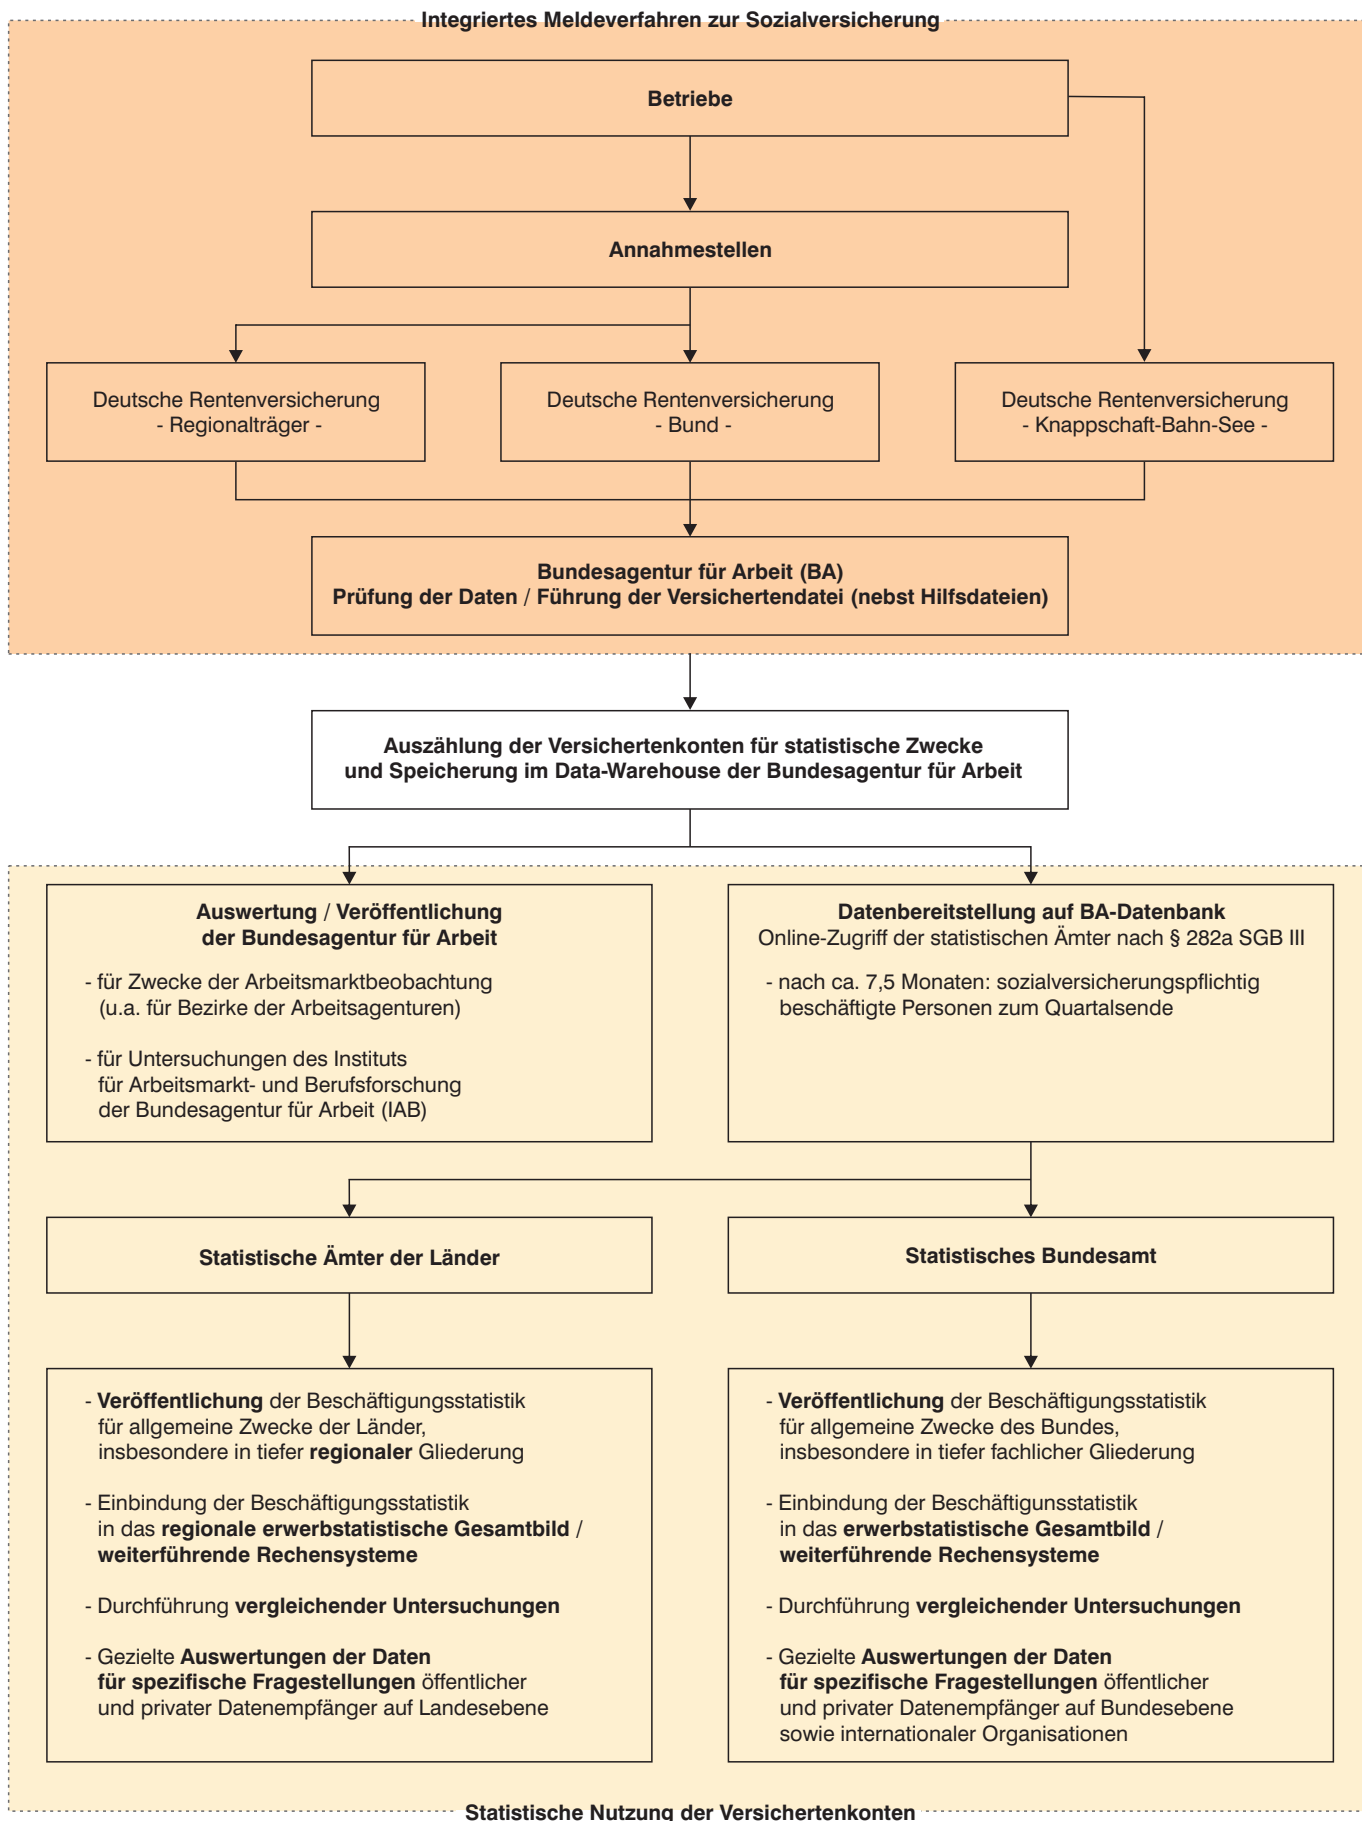 Integriertes Meldeverfahren zur Sozialversicherung
Betriebe
Annahmestellen
Deutsche Rentenversicherung
- Regionalträger -
Deutsche Rentenversicherung
- Bund -
Deutsche Rentenversicherung
- Knappschaft-Bahn-See -
Bundesagentur für Arbeit (BA)
Prüfung der Daten / Führung der Versichertendatei (nebst Hilfsdateien)
Auszählung der Versichertenkonten für statistische Zwecke
und Speicherung im Data-Warehouse der Bundesagentur für Arbeit
Auswertung / Veröffentlichung
der Bundesagentur für Arbeit
- für Zwecke der Arbeitsmarktbeobachtung
(u.a. für Bezirke der Arbeitsagenturen)
- für Untersuchungen des Instituts
für Arbeitsmarkt- und Berufsforschung
der Bundesagentur für Arbeit (IAB)
Datenbereitstellung auf BA-Datenbank
Online-Zugriff der statistischen Ämter nach § 282a SGB III
- nach ca. 7,5 Monaten: sozialversicherungspflichtig
beschäftigte Personen zum Quartalsende
Statistische Ämter der Länder
Statistisches Bundesamt
- Veröffentlichung der Beschäftigungsstatistik
für allgemeine Zwecke der Länder,
insbesondere in tiefer regionaler Gliederung
- Einbindung der Beschäftigungsstatistik
in das regionale erwerbstatistische Gesamtbild /
weiterführende Rechensysteme
- Durchführung vergleichender Untersuchungen
- Gezielte Auswertungen der Daten
für spezifische Fragestellungen öffentlicher
und privater Datenempfänger auf Landesebene
- Veröffentlichung der Beschäftigungsstatistik
für allgemeine Zwecke des Bundes,
insbesondere in tiefer fachlicher Gliederung
- Einbindung der Beschäftigunsstatistik
in das erwerbstatistische Gesamtbild /
weiterführende Rechensysteme
- Durchführung vergleichender Untersuchungen
- Gezielte Auswertungen der Daten
für spezifische Fragestellungen öffentlicher
und privater Datenempfänger auf Bundesebene
sowie internationaler Organisationen
Statistische Nutzung der Versichertenkonten